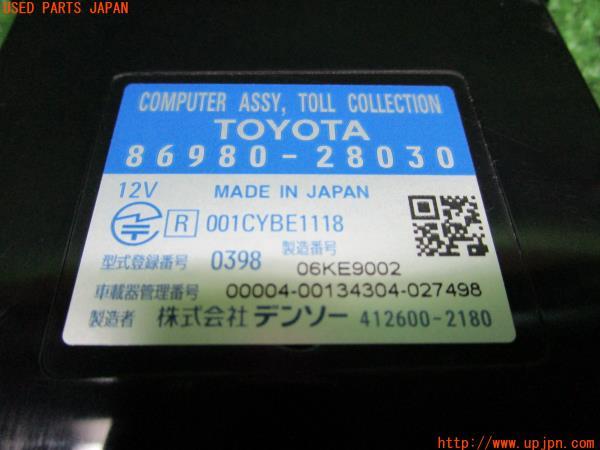 USED PARTS JAPAN
COMPUTER ASSY, TOLL COLLECTION
TOYOTA
86980-28030
12V MADE IN JAPAN
R 001CYBE1118
型式登録番号 0398 製造番号 06KE9002
車載器管理番号 00004-00134304-027498
製造者 株式会社 デンソー 412600-2180
http://www.upjpn.com/